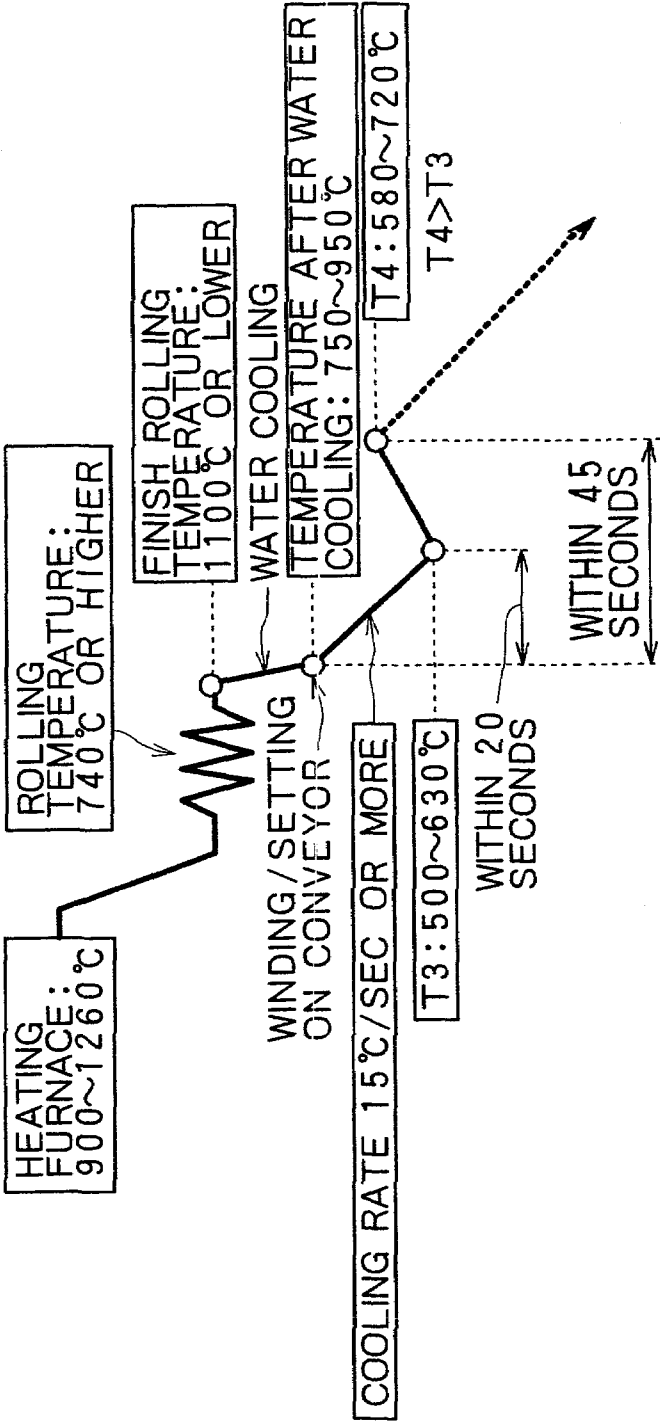 HEATING
FURNACE:
900~1260℃
ROLLING
TEMPERATURE:
740℃ OR HIGHER
FINISH ROLLING
TEMPERATURE:
1100℃ OR LOWER
WATER COOLING
TEMPERATURE AFTER WATER
COOLING: 750~950℃
WINDING/SETTING
ON CONVEYOR
COOLING RATE 15℃/SEC OR MORE
T3:500~630℃
T4:580~720℃
T4>T3
WITHIN 20
SECONDS
WITHIN 45
SECONDS